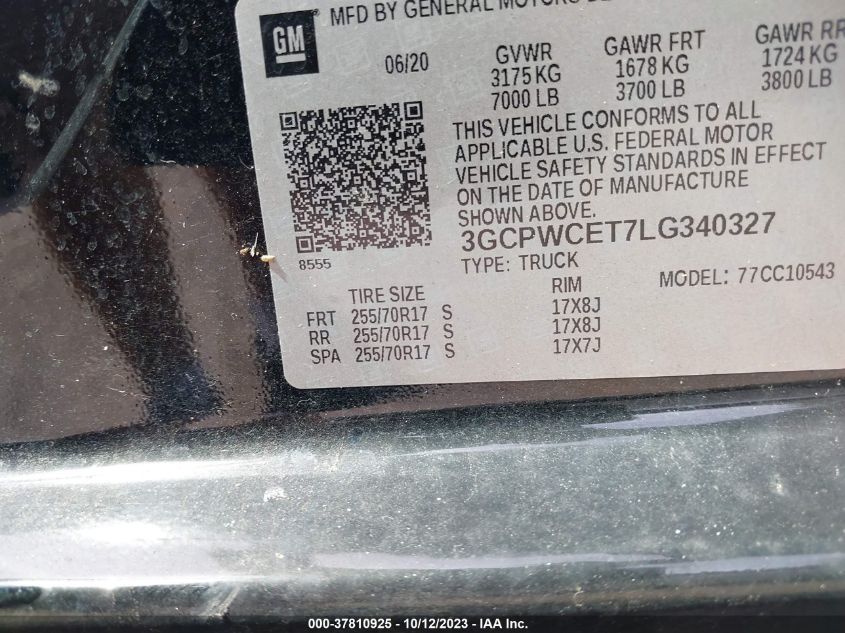 GM
MFD BY GENERAL MOTORS DE
06/20
GVWR GAWR FRT GAWR RR
3175 KG 1678 KG 1724 KG
7000 LB 3700 LB 3800 LB
THIS VEHICLE CONFORMS TO ALL
APPLICABLE U.S. FEDERAL MOTOR
VEHICLE SAFETY STANDARDS IN EFFECT
ON THE DATE OF MANUFACTURE
SHOWN ABOVE.
3GCPWCET7LG340327
8555
TYPE: TRUCK MODEL: 77CC10543
TIRE SIZE RIM
FRT 255/70R17 S 17X8J
RR 255/70R17 S 17X8J
SPA 255/70R17 S 17X7J
000-37810925 - 10/12/2023 - IAA Inc.